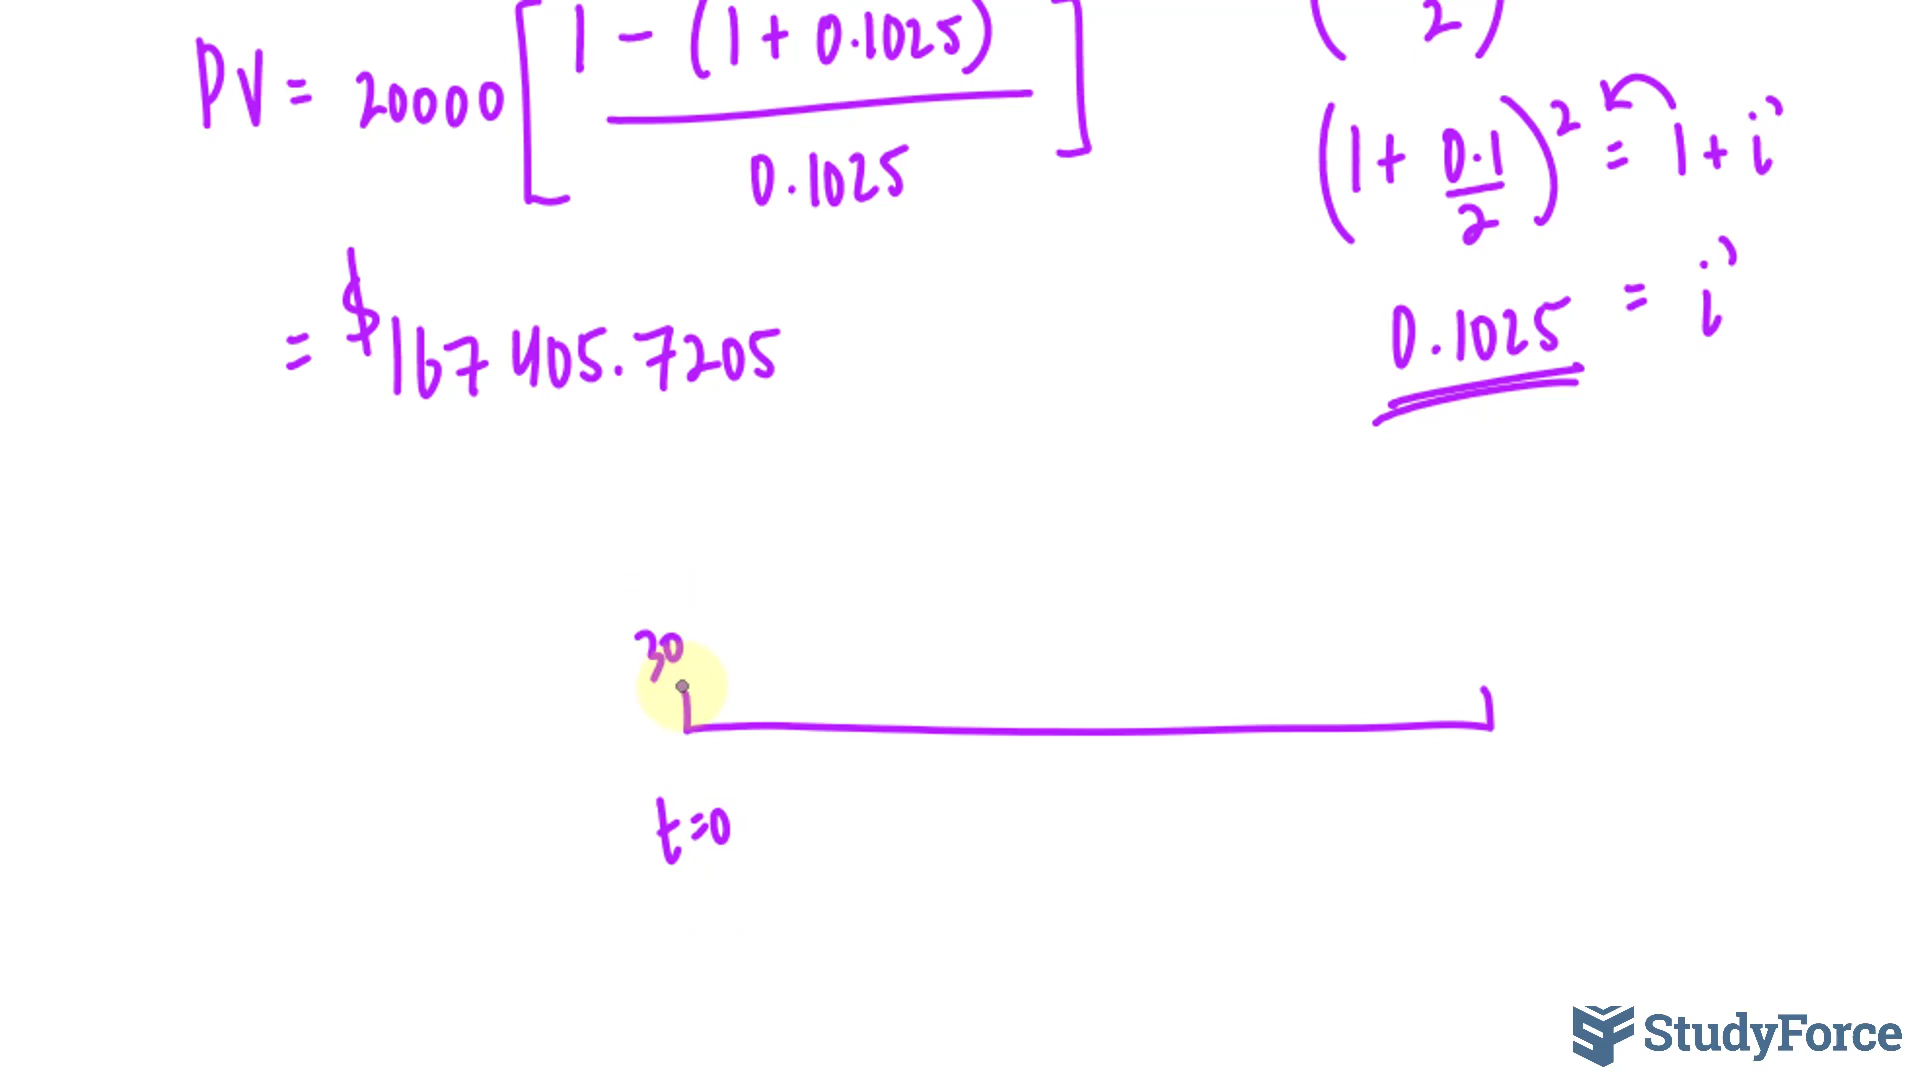 PV = 20000 [ 1 - (1 + 0.1025) / 0.1025 ]
= $167 405.7205
2 )
(1 + 0.1/2)² = 1 + i'
0.1025 = i'
30
t=0
StudyForce